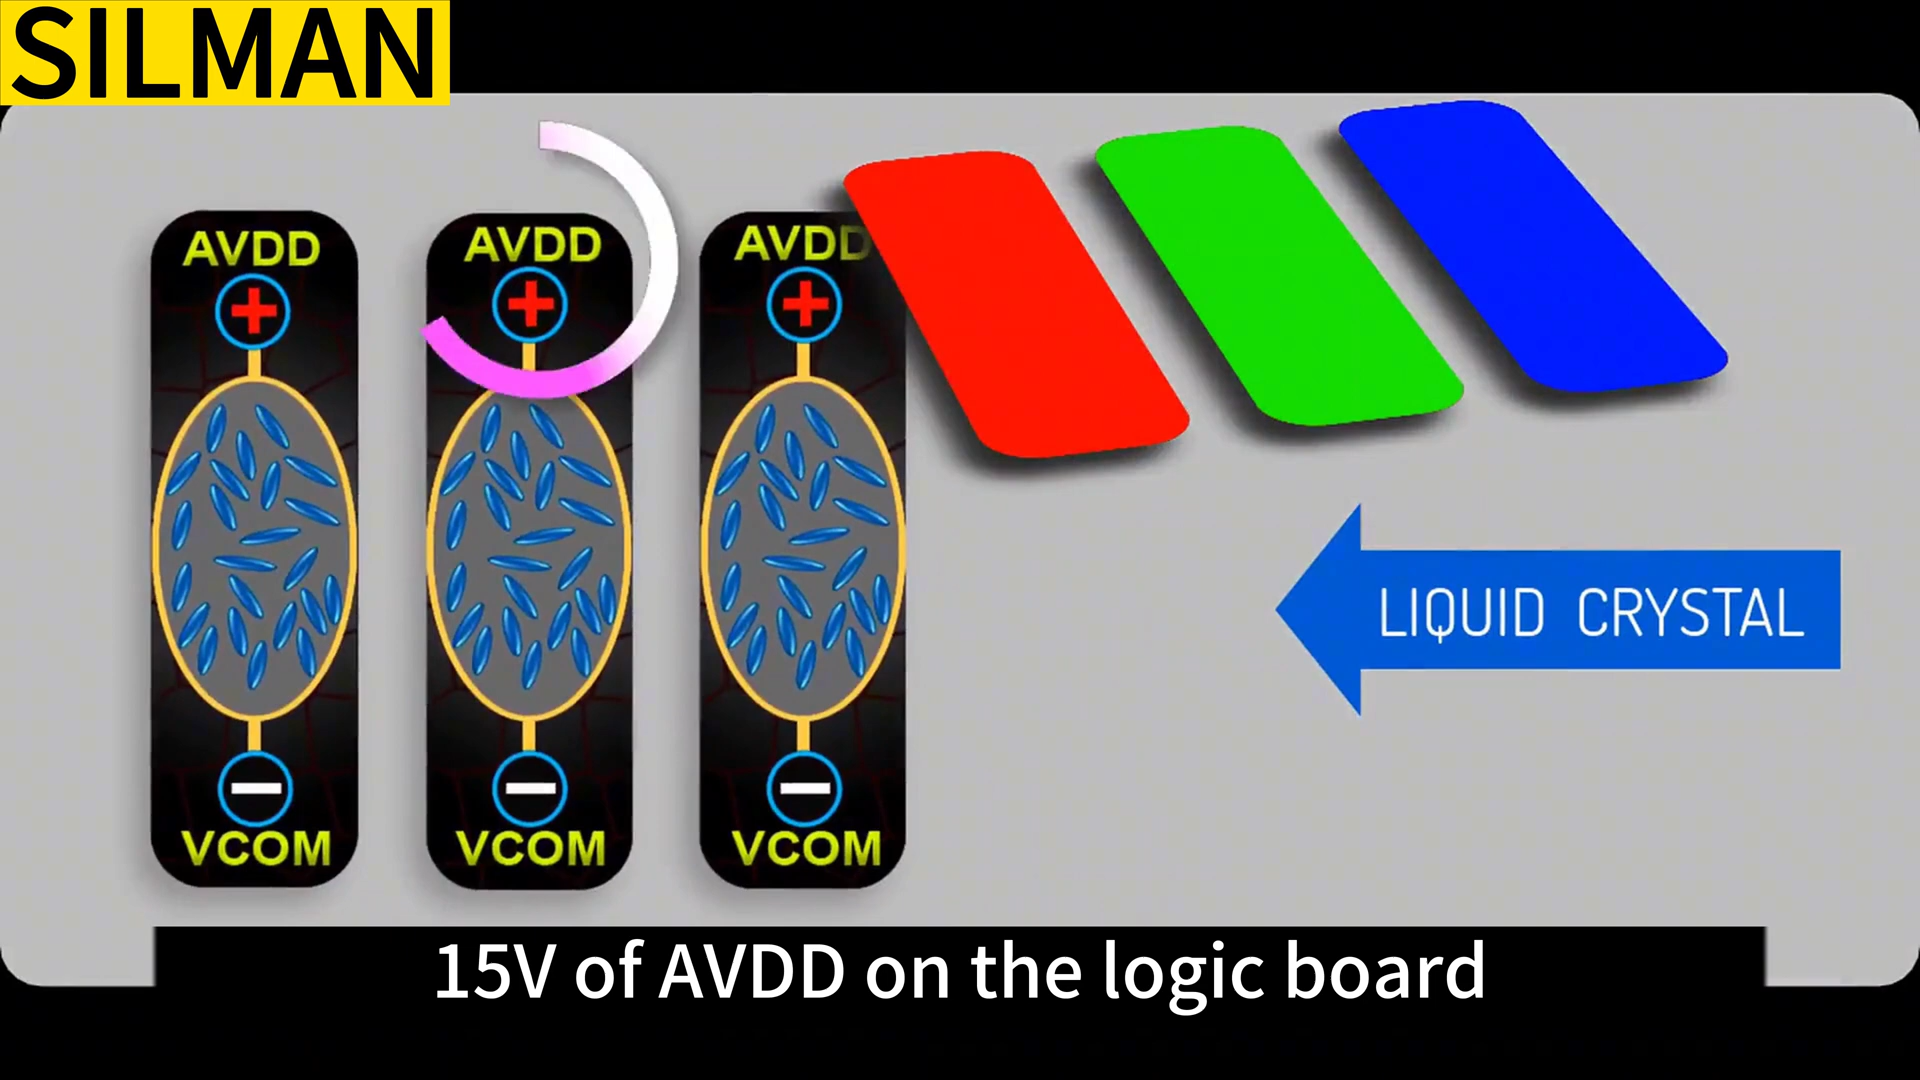 SILMAN
AVDD
AVDD
AVDD
LIQUID CRYSTAL
VCOM
VCOM
VCOM
15V of AVDD on the logic board